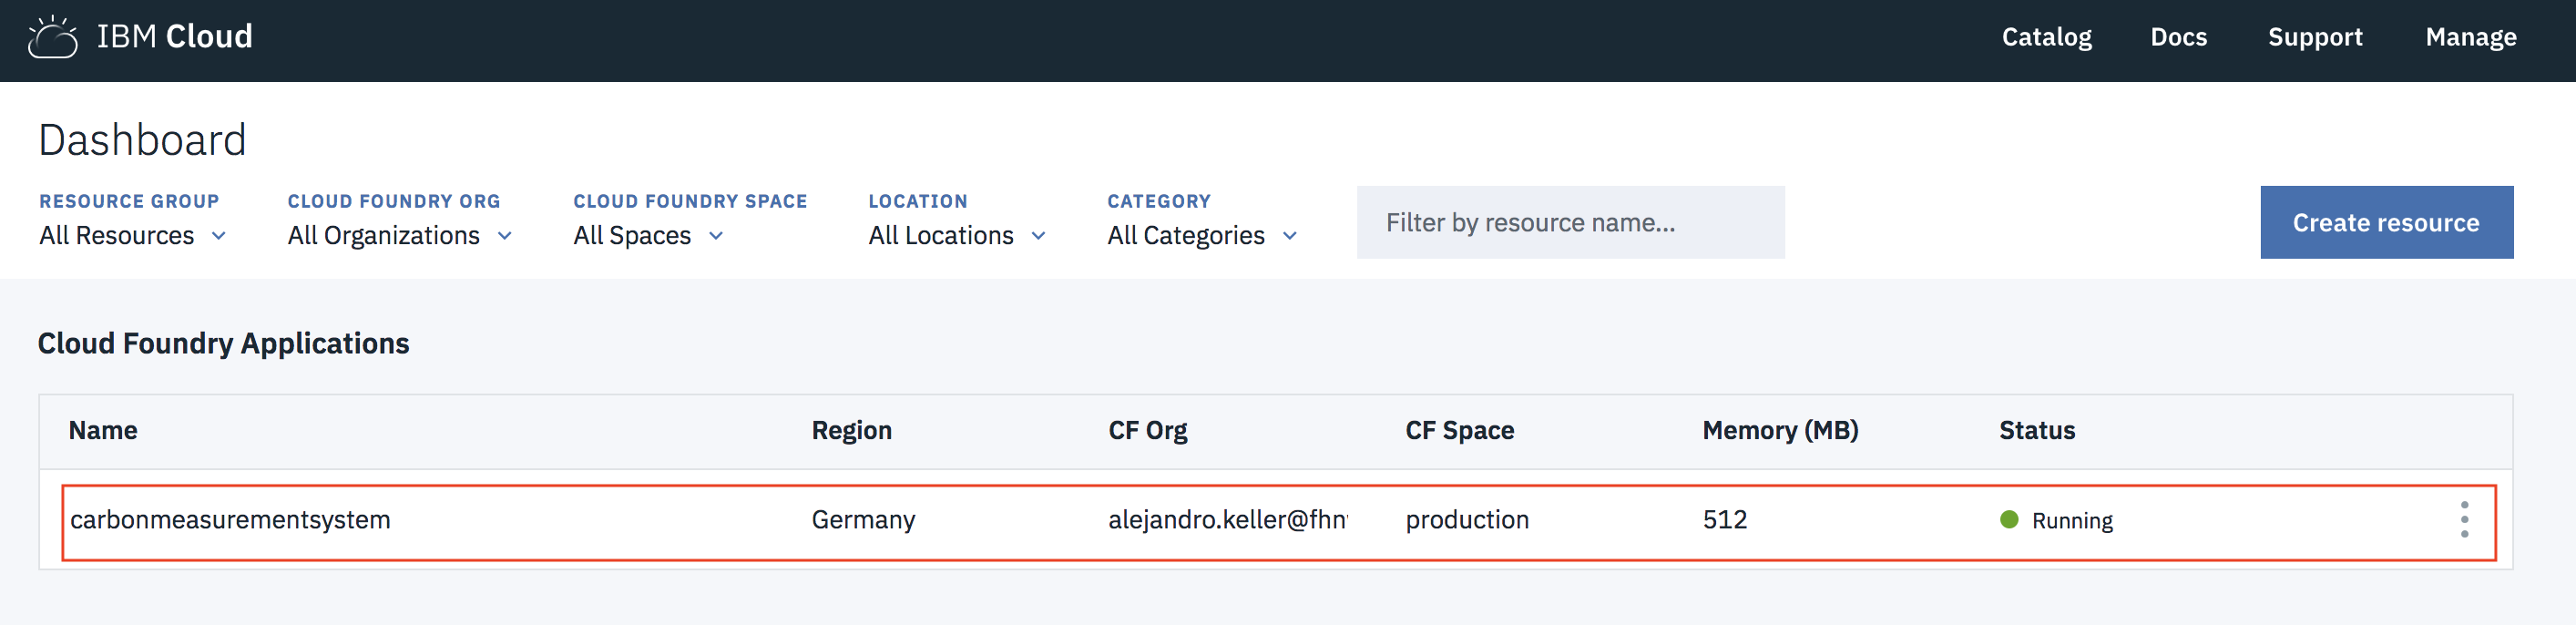 IBM Cloud Catalog Docs Support Manage
Dashboard
RESOURCE GROUP CLOUD FOUNDRY ORG CLOUD FOUNDRY SPACE LOCATION CATEGORY
All Resources All Organizations All Spaces All Locations All Categories Filter by resource name... Create resource
Cloud Foundry Applications
Name Region CF Org CF Space Memory (MB) Status
carbonmeasurementsystem Germany alejandro.keller@fhn production 512 Running